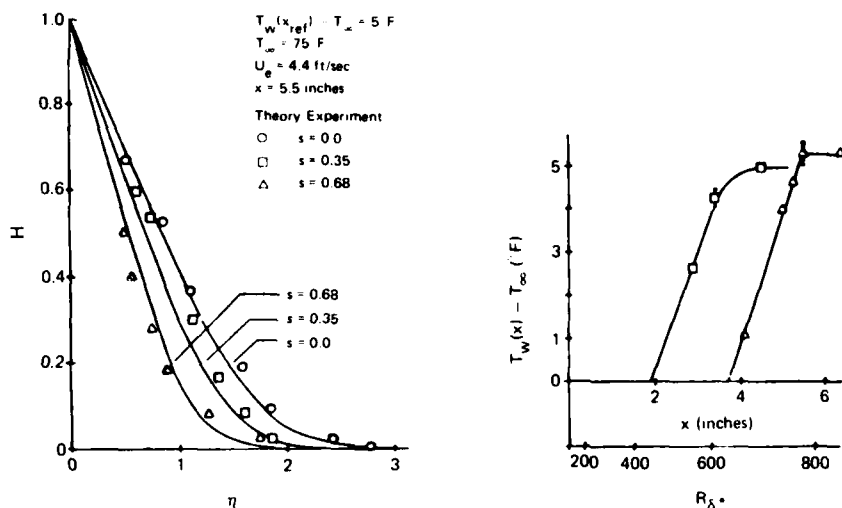 T_w(x_ref) − T_∞ = 5 F
T_∞ = 75 F
U_e = 4.4 ft/sec
x = 5.5 inches
Theory Experiment
○ s = 0.0
□ s = 0.35
△ s = 0.68
1.0
0.8
0.6
0.4
0.2
0
H
s = 0.68
s = 0.35
s = 0.0
0 1 2 3
η
5
3
1
0
T_w(x) − T_∞ (°F)
2 4 6
x (inches)
200 400 600 800
R_δ*